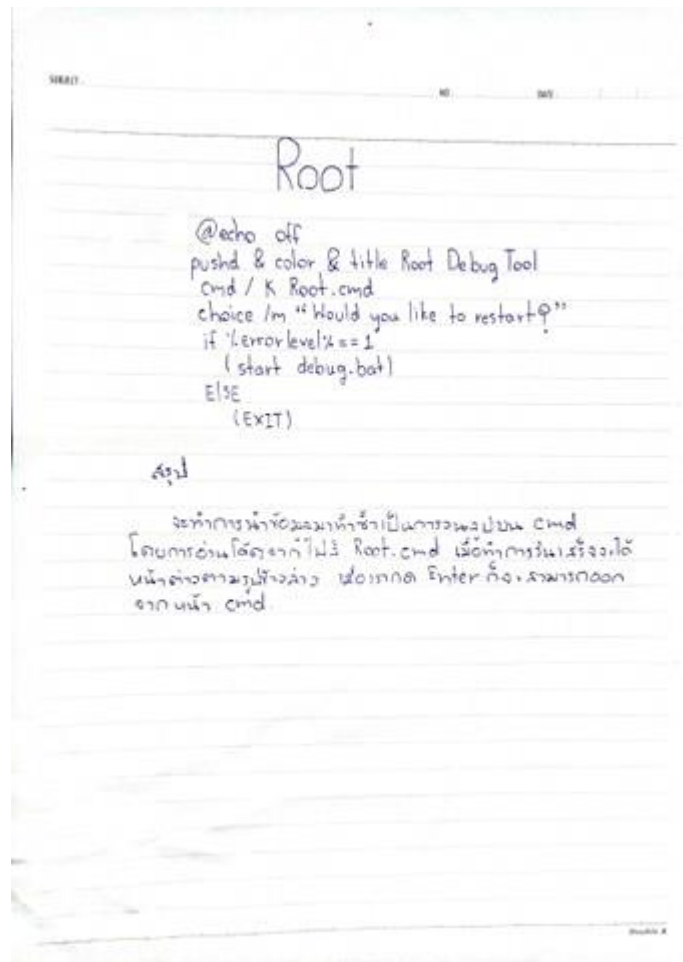 SUBJECT
NO. DATE
Root
@echo off
pushd & color & title Root Debug Tool
cmd / K Root.cmd
choice /m "Would you like to restart?"
if %errorlevel% == 1
(start debug.bat)
ElSE
(EXIT)
สรุป
จะทำการนำข้อมูลมาทำซ้ำเป็นการวนลูปบน cmd
โดยการอ่านโค้ดจากไฟล์ Root.cmd เมื่อทำการรันเสร็จจะได้
หน้าต่างตามรูปข้างล่าง เมื่อเรากด Enter ก็จะสามารถออก
จากหน้า cmd
Double A